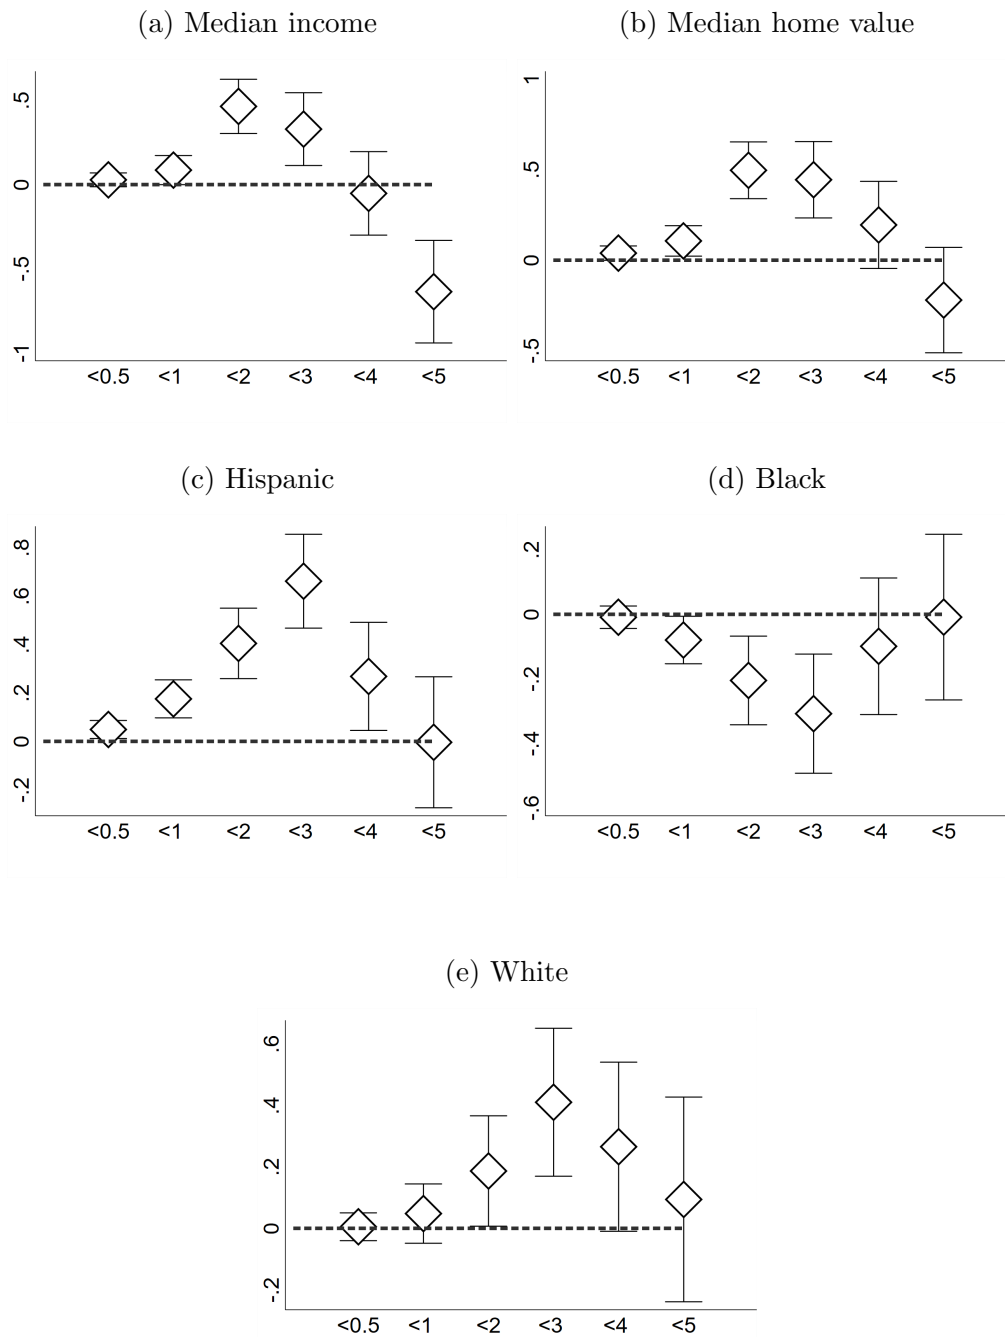 (a) Median income
.5
0
-.5
-1
<0.5 <1 <2 <3 <4 <5
(b) Median home value
1
.5
0
-.5
<0.5 <1 <2 <3 <4 <5
(c) Hispanic
.8
.6
.4
.2
0
-.2
<0.5 <1 <2 <3 <4 <5
(d) Black
.2
0
-.2
-.4
-.6
<0.5 <1 <2 <3 <4 <5
(e) White
.6
.4
.2
0
-.2
<0.5 <1 <2 <3 <4 <5